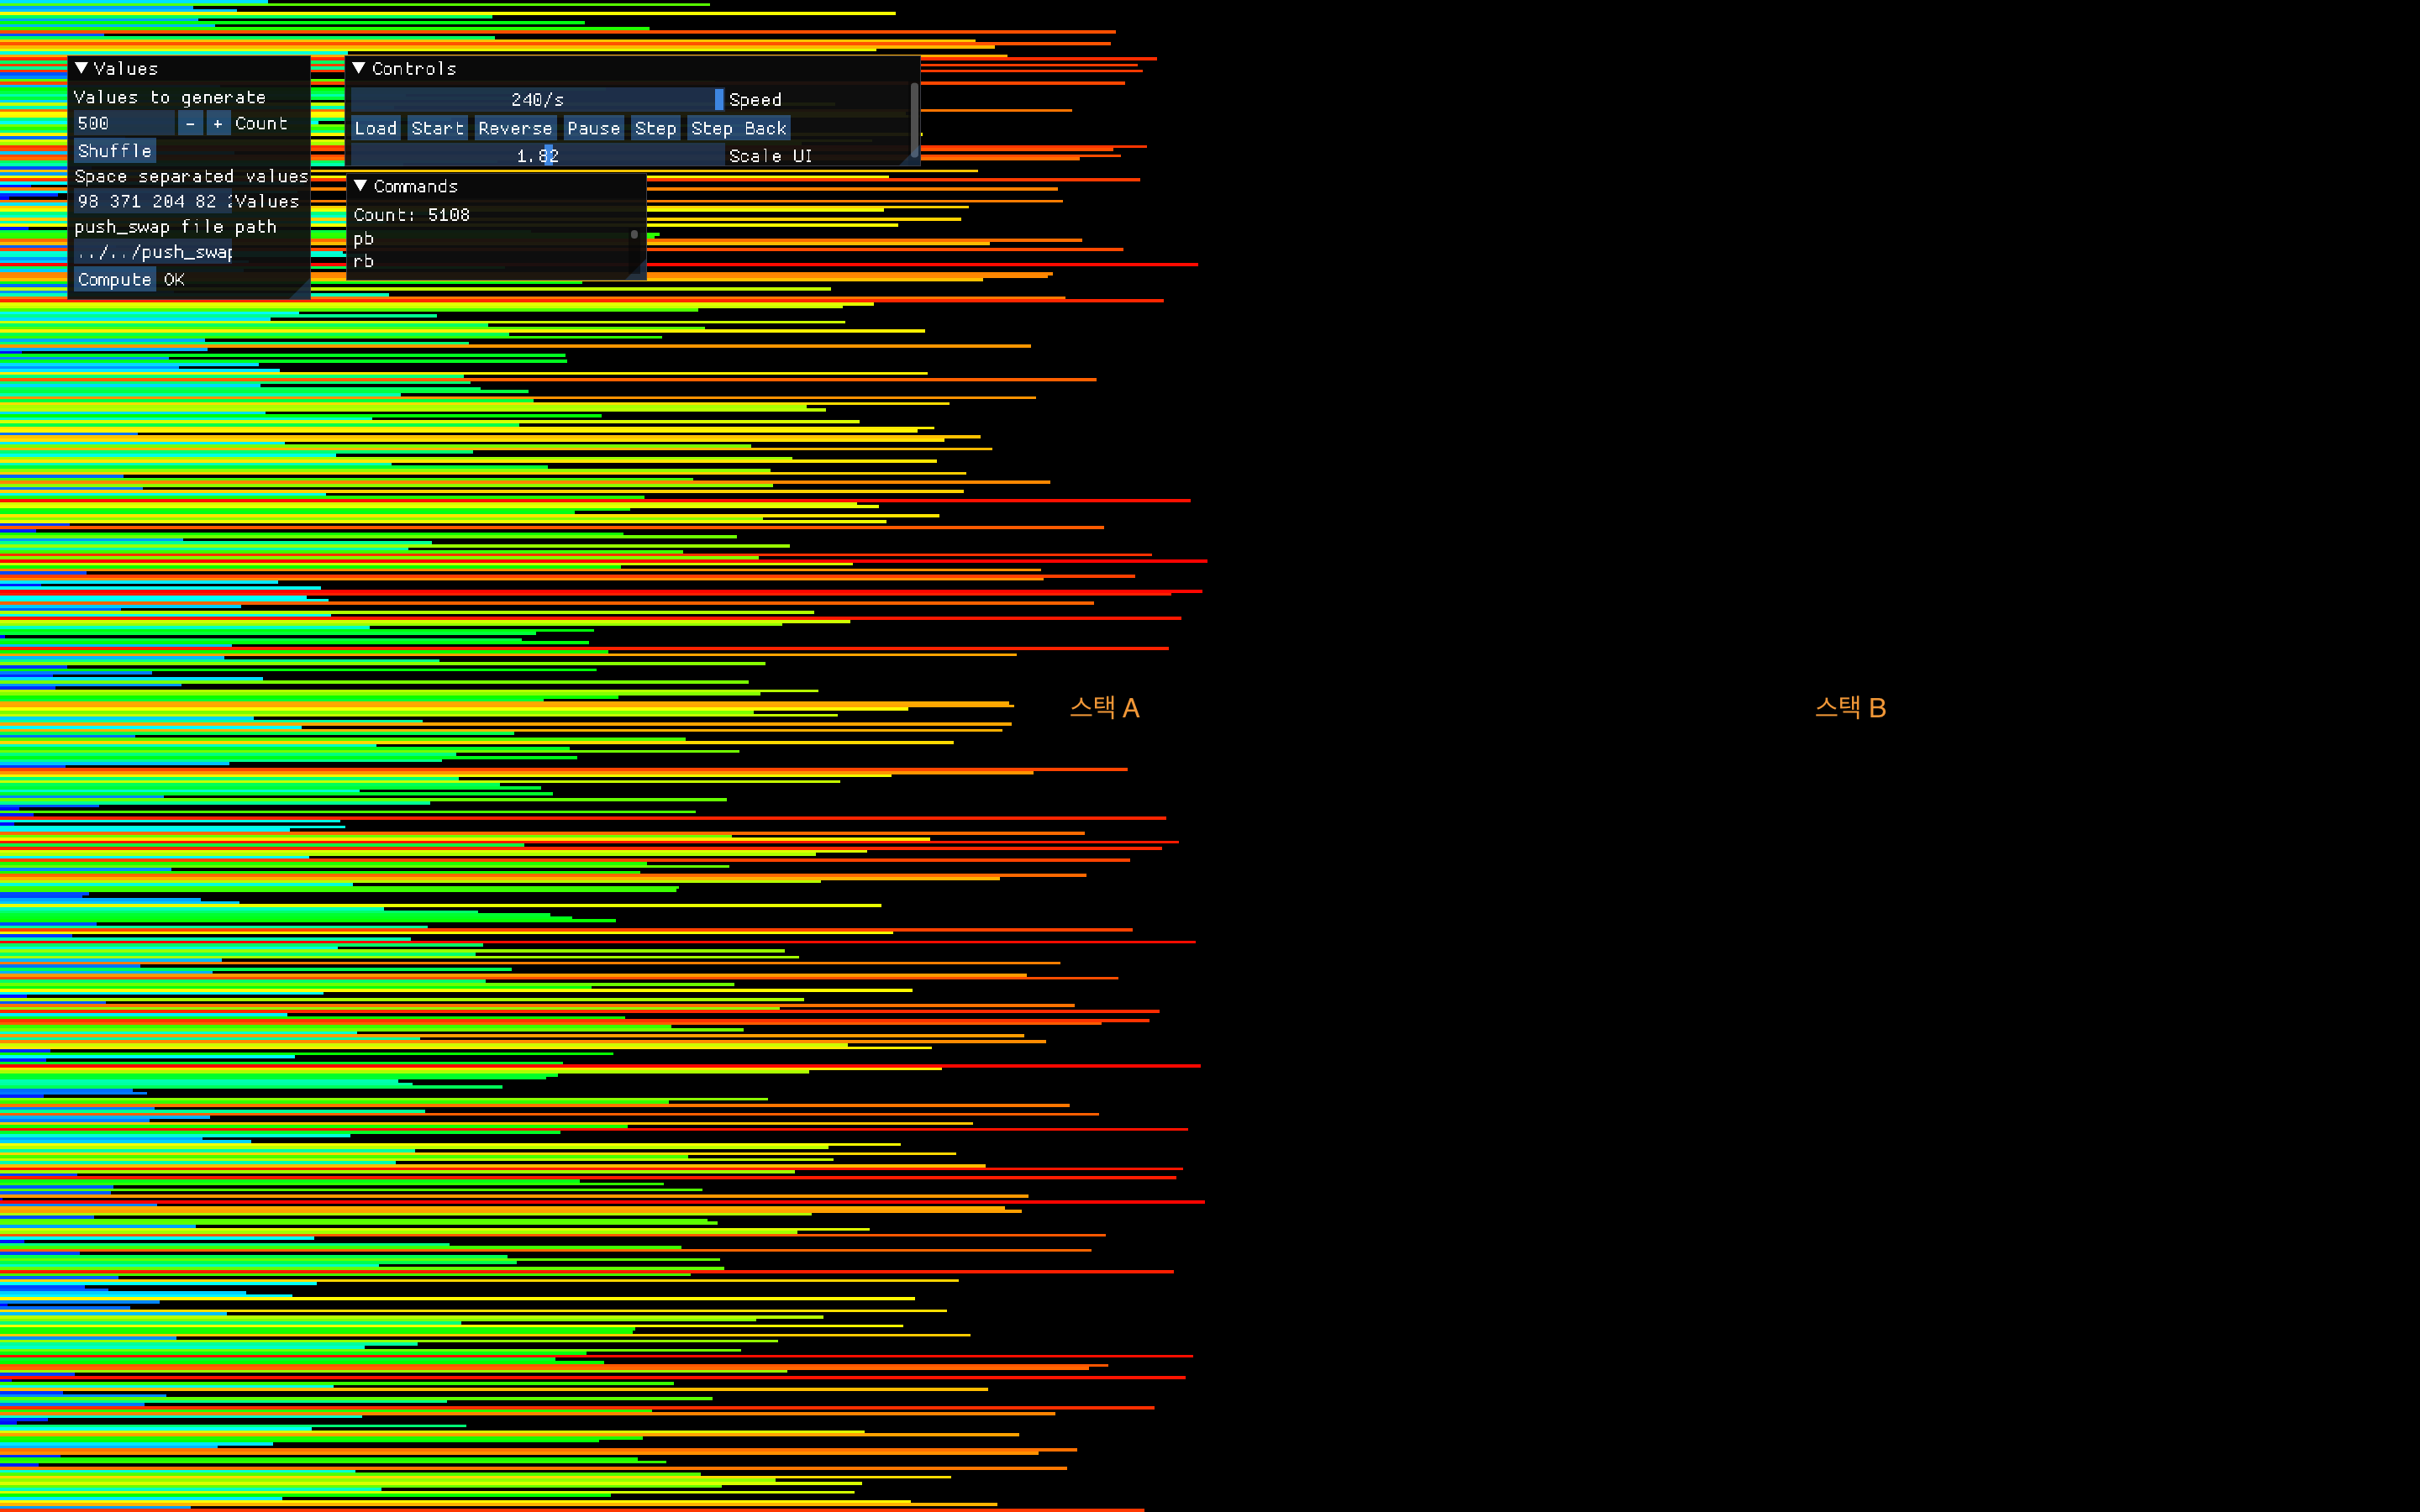 Values
Values to generate
500 - + Count
Shuffle
Space separated values
98 371 204 82 Values
push_swap file path
../../push_swap
Compute OK
Controls
240/s Speed
Load Start Reverse Pause Step Step Back
1.82 Scale UI
Commands
Count: 5108
pb
rb
스택 A
스택 B